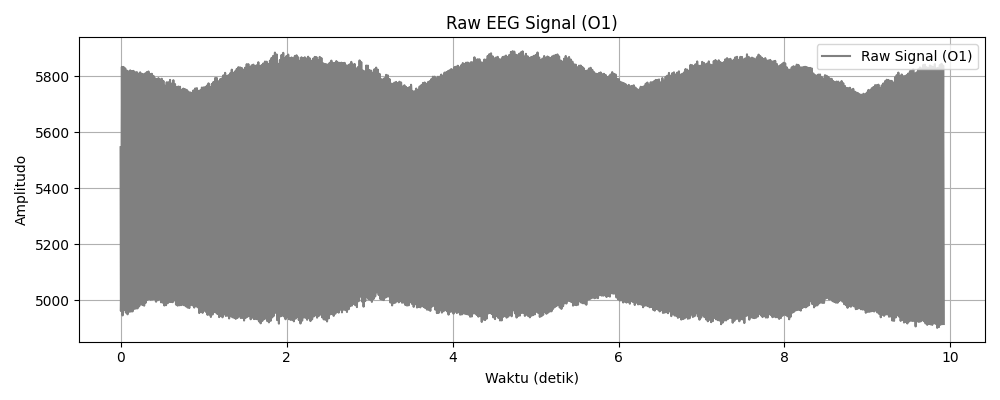 Raw EEG Signal (O1)
Raw Signal (O1)
5800
5600
5400
5200
5000
Amplitudo
0 2 4 6 8 10
Waktu (detik)